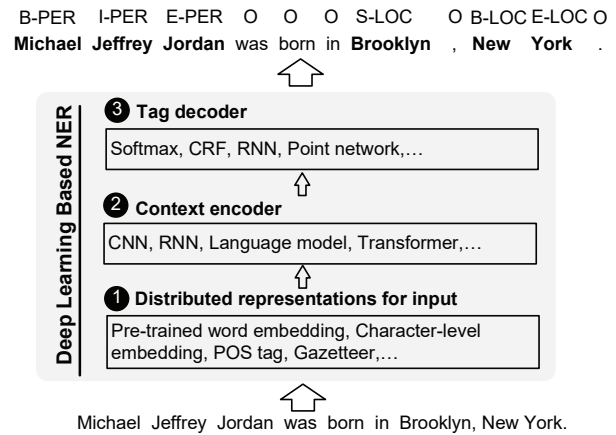 B-PER I-PER E-PER O O O S-LOC O B-LOC E-LOC O
Michael Jeffrey Jordan was born in Brooklyn , New York .
Deep Learning Based NER
3 Tag decoder
Softmax, CRF, RNN, Point network,…
2 Context encoder
CNN, RNN, Language model, Transformer,…
1 Distributed representations for input
Pre-trained word embedding, Character-level
embedding, POS tag, Gazetteer,…
Michael Jeffrey Jordan was born in Brooklyn, New York.